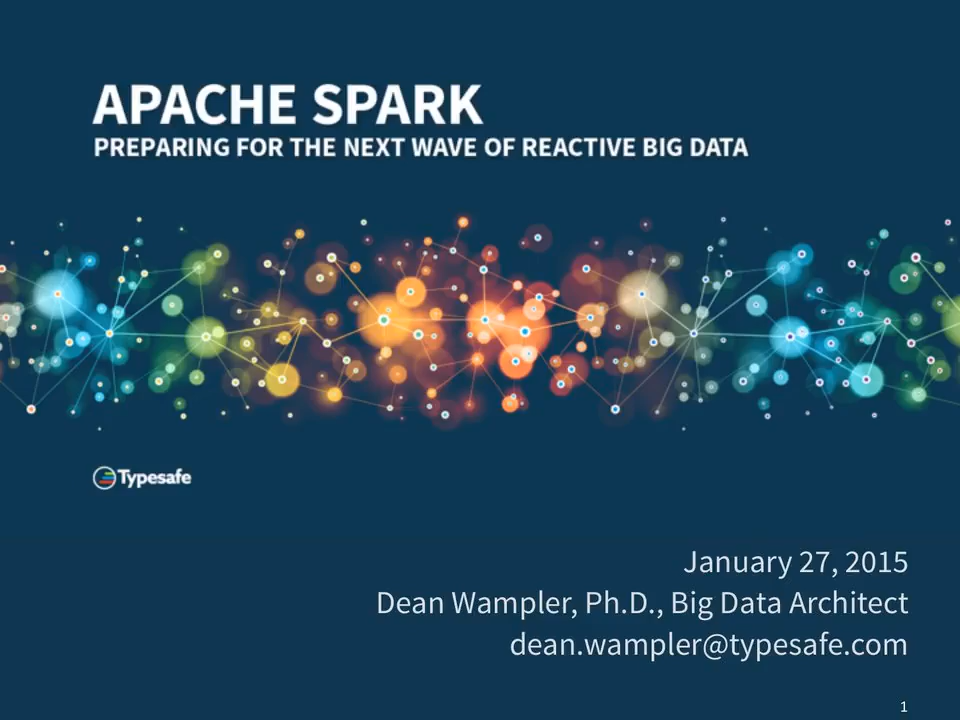 APACHE SPARK
PREPARING FOR THE NEXT WAVE OF REACTIVE BIG DATA
Typesafe
January 27, 2015
Dean Wampler, Ph.D., Big Data Architect
dean.wampler@typesafe.com
1